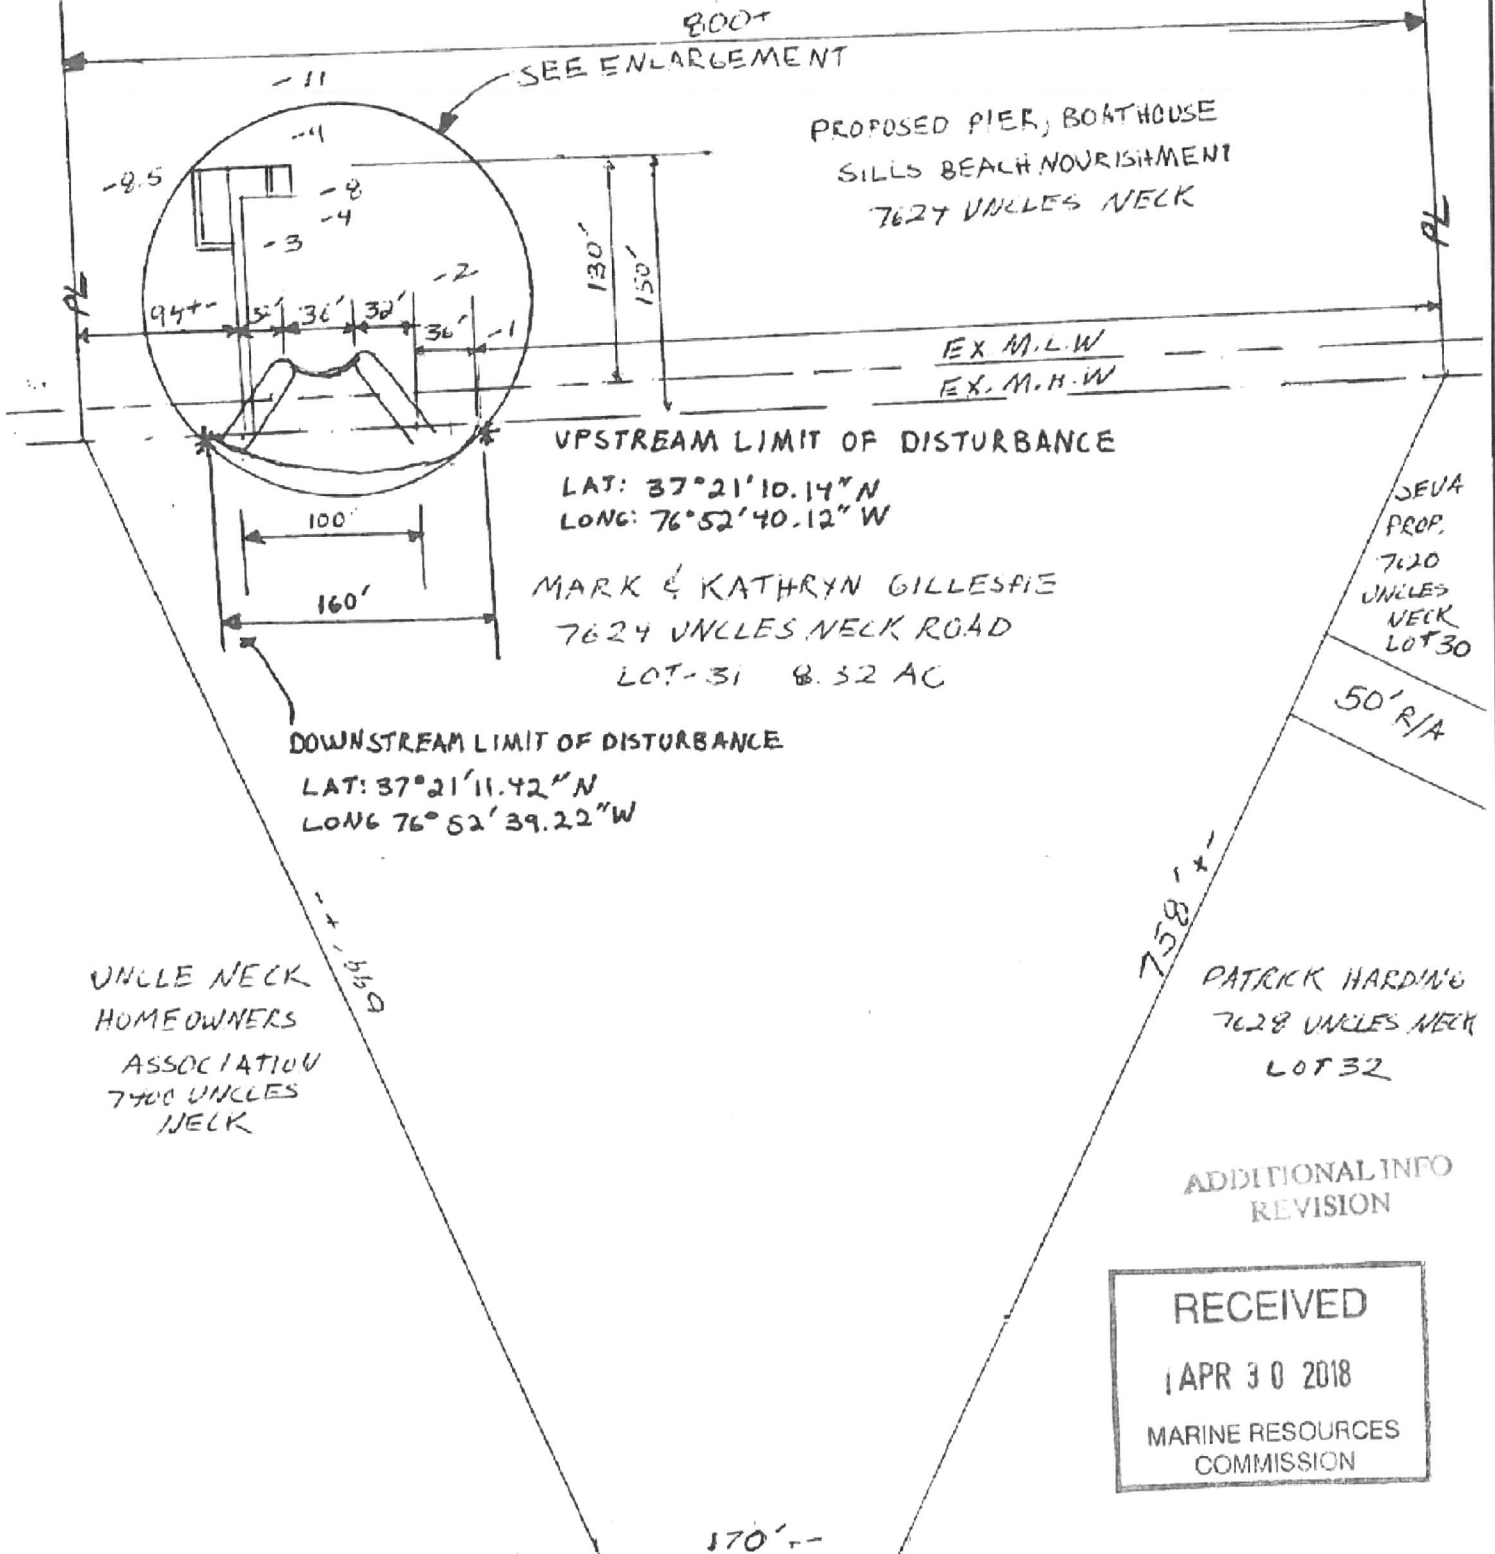 800+
SEE ENLARGEMENT
-11
-4
-8.5
-8
-4
-3
-2
-1
PROPOSED PIER, BOATHOUSE
SILLS BEACH NOURISHMENT
7624 UNCLES NECK
130'
150'
PL
PL
94+-
36'
32'
36'
EX M.L.W
EX. M.H.W
UPSTREAM LIMIT OF DISTURBANCE
LAT: 37°21'10.14" N
LONG: 76°52'40.12" W
100'
160'
MARK & KATHRYN GILLESPIE
7624 UNCLES NECK ROAD
LOT-31 8.32 AC
SEVA
PROP.
7620
UNCLES
NECK
LOT 30
50' R/A
DOWNSTREAM LIMIT OF DISTURBANCE
LAT: 37°21'11.42" N
LONG 76°52'39.22" W
699'+-
758'+-
UNCLE NECK
HOMEOWNERS
ASSOCIATION
7400 UNCLES
NECK
PATRICK HARDING
7628 UNCLES NECK
LOT 32
ADDITIONAL INFO
REVISION
RECEIVED
APR 30 2018
MARINE RESOURCES
COMMISSION
170'+-